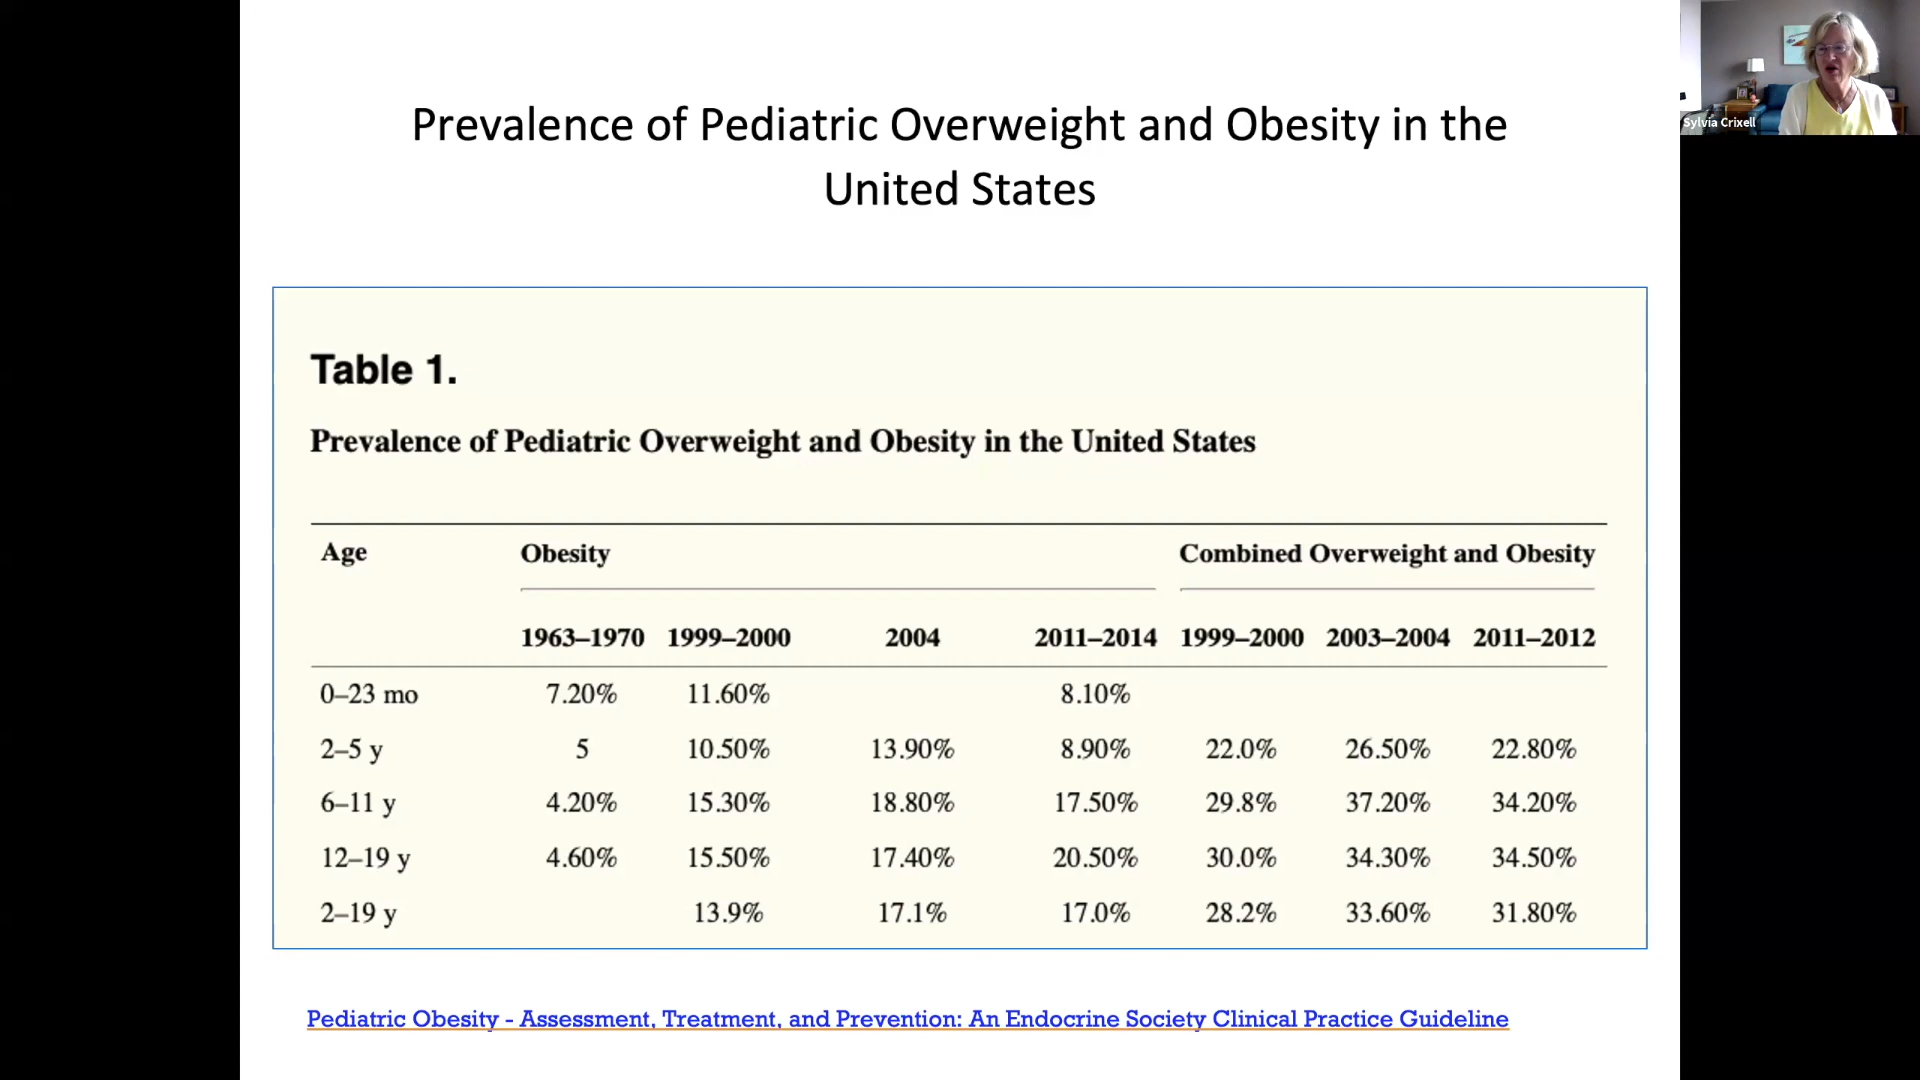 Prevalence of Pediatric Overweight and Obesity in the
United States
Sylvia Crixell
Table 1.
Prevalence of Pediatric Overweight and Obesity in the United States
Age Obesity Combined Overweight and Obesity
1963–1970 1999–2000 2004 2011–2014 1999–2000 2003–2004 2011–2012
0–23 mo 7.20% 11.60% 8.10%
2–5 y 5 10.50% 13.90% 8.90% 22.0% 26.50% 22.80%
6–11 y 4.20% 15.30% 18.80% 17.50% 29.8% 37.20% 34.20%
12–19 y 4.60% 15.50% 17.40% 20.50% 30.0% 34.30% 34.50%
2–19 y 13.9% 17.1% 17.0% 28.2% 33.60% 31.80%
Pediatric Obesity - Assessment, Treatment, and Prevention: An Endocrine Society Clinical Practice Guideline